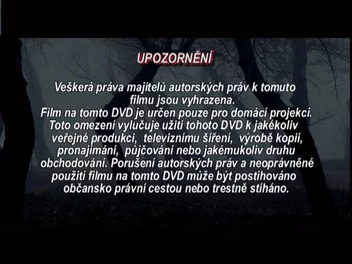 UPOZORNĚNÍ
Veškerá práva majitelů autorských práv k tomuto
filmu jsou vyhrazena.
Film na tomto DVD je určen pouze pro domácí projekci.
Toto omezení vylučuje užití tohoto DVD k jakékoliv
veřejné produkci, televiznímu šíření, výrobě kopií,
pronajímání, půjčování nebo jakémukoliv druhu
obchodování. Porušení autorských práv a neoprávněné
použití filmu na tomto DVD může být postihováno
občansko právní cestou nebo trestně stíháno.